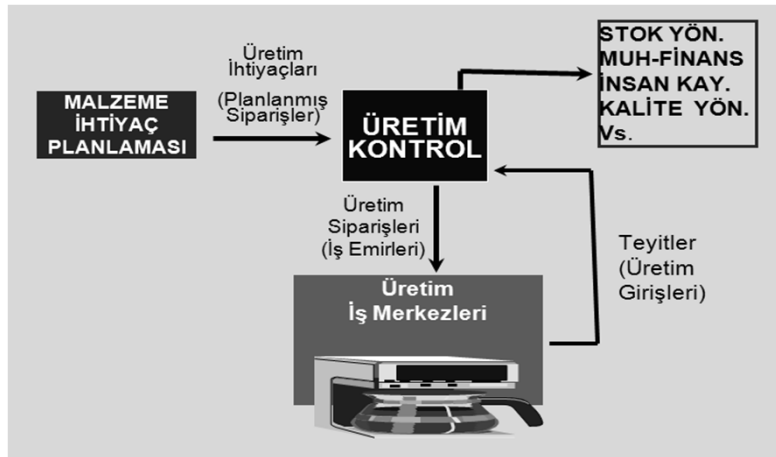 MALZEME
İHTİYAÇ
PLANLAMASI
Üretim
İhtiyaçları
(Planlanmış
Siparişler)
ÜRETİM
KONTROL
STOK YÖN.
MUH-FİNANS
İNSAN KAY.
KALİTE YÖN.
Vs.
Üretim
Siparişleri
(İş Emirleri)
Teyitler
(Üretim
Girişleri)
Üretim
İş Merkezleri